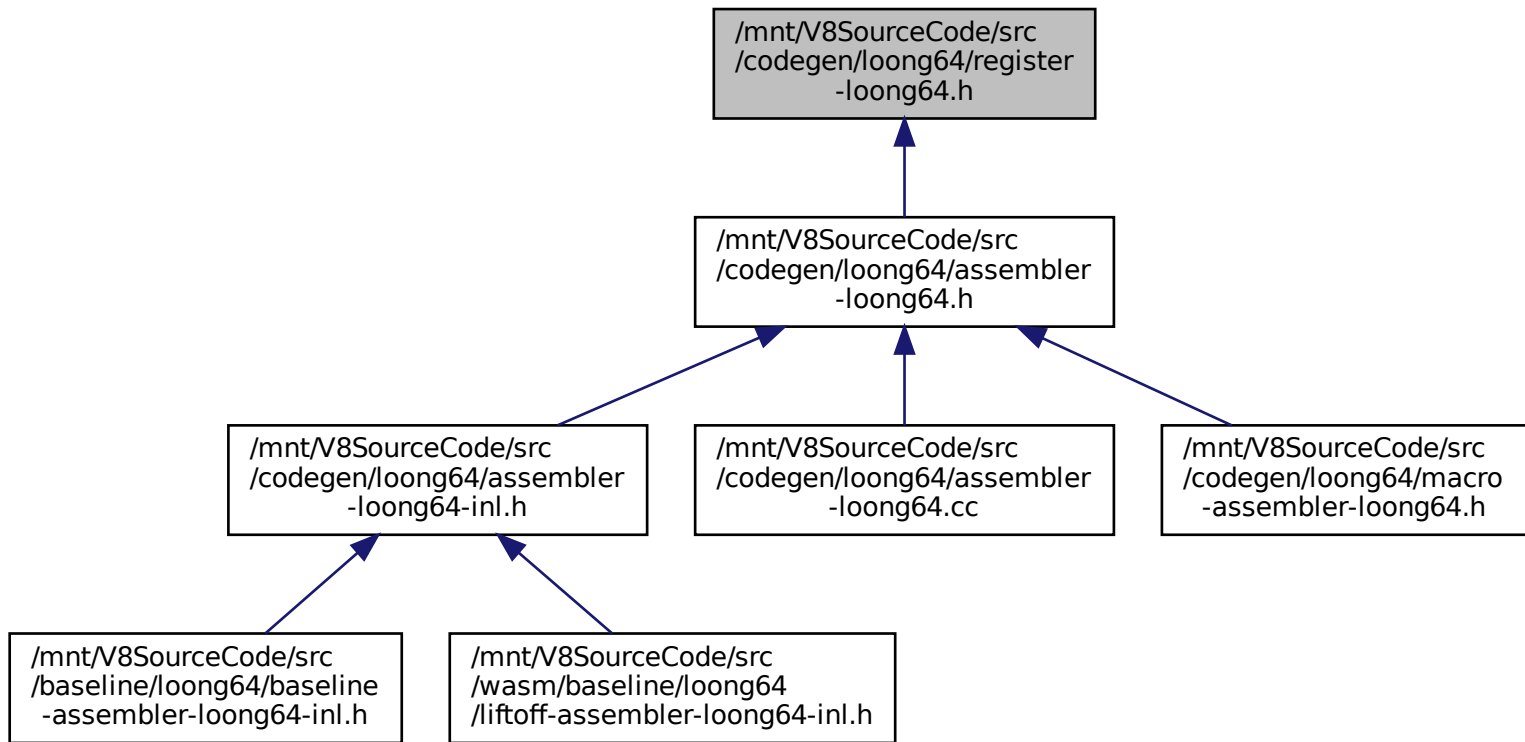 /mnt/V8SourceCode/src
/codegen/loong64/register
-loong64.h
/mnt/V8SourceCode/src
/codegen/loong64/assembler
-loong64.h
/mnt/V8SourceCode/src
/codegen/loong64/assembler
-loong64-inl.h
/mnt/V8SourceCode/src
/codegen/loong64/assembler
-loong64.cc
/mnt/V8SourceCode/src
/codegen/loong64/macro
-assembler-loong64.h
/mnt/V8SourceCode/src
/baseline/loong64/baseline
-assembler-loong64-inl.h
/mnt/V8SourceCode/src
/wasm/baseline/loong64
/liftoff-assembler-loong64-inl.h